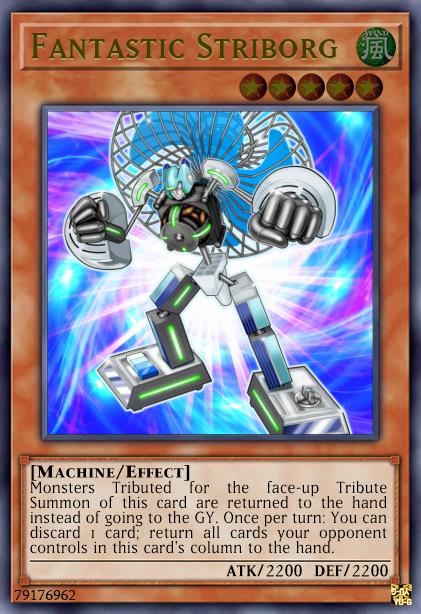 FANTASTIC STRIBORG
WIND
風
[MACHINE/EFFECT]
Monsters Tributed for the face-up Tribute
Summon of this card are returned to the hand
instead of going to the GY. Once per turn: You can
discard 1 card; return all cards your opponent
controls in this card's column to the hand.
ATK/2200 DEF/2200
79176962